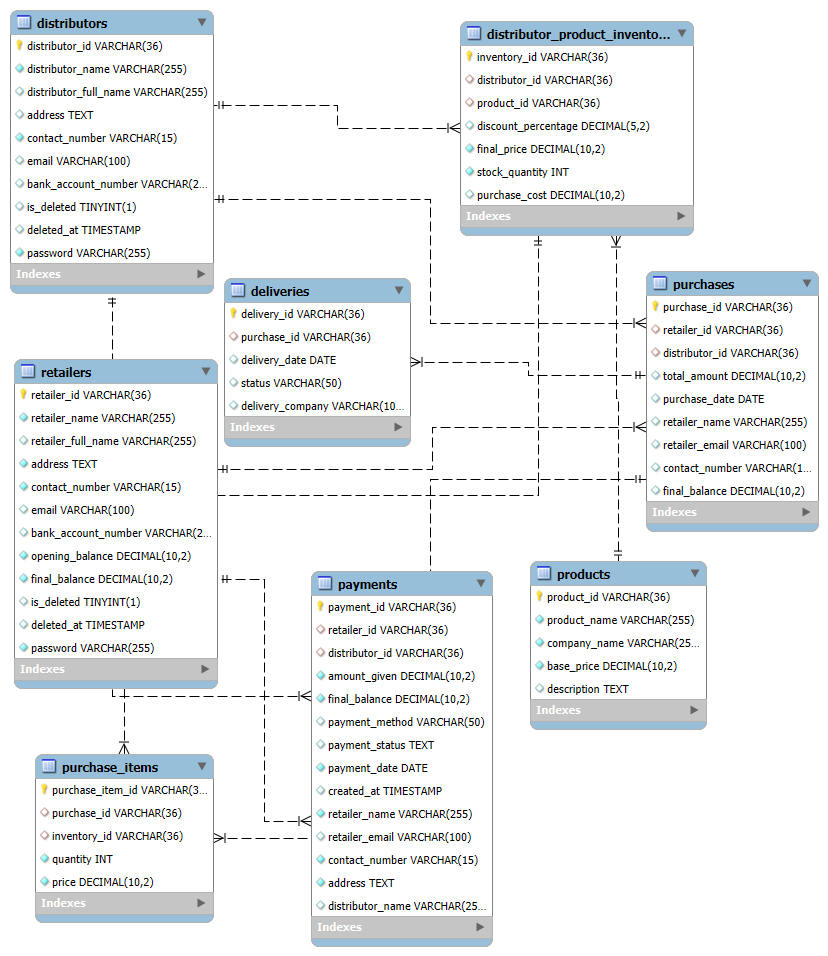 distributors
distributor_id VARCHAR(36)
distributor_name VARCHAR(255)
distributor_full_name VARCHAR(255)
address TEXT
contact_number VARCHAR(15)
email VARCHAR(100)
bank_account_number VARCHAR(2...
is_deleted TINYINT(1)
deleted_at TIMESTAMP
password VARCHAR(255)
Indexes
distributor_product_invento...
inventory_id VARCHAR(36)
distributor_id VARCHAR(36)
product_id VARCHAR(36)
discount_percentage DECIMAL(5,2)
final_price DECIMAL(10,2)
stock_quantity INT
purchase_cost DECIMAL(10,2)
Indexes
deliveries
delivery_id VARCHAR(36)
purchase_id VARCHAR(36)
delivery_date DATE
status VARCHAR(50)
delivery_company VARCHAR(10...
Indexes
purchases
purchase_id VARCHAR(36)
retailer_id VARCHAR(36)
distributor_id VARCHAR(36)
total_amount DECIMAL(10,2)
purchase_date DATE
retailer_name VARCHAR(255)
retailer_email VARCHAR(100)
contact_number VARCHAR(1...
final_balance DECIMAL(10,2)
Indexes
retailers
retailer_id VARCHAR(36)
retailer_name VARCHAR(255)
retailer_full_name VARCHAR(255)
address TEXT
contact_number VARCHAR(15)
email VARCHAR(100)
bank_account_number VARCHAR(2...
opening_balance DECIMAL(10,2)
final_balance DECIMAL(10,2)
is_deleted TINYINT(1)
deleted_at TIMESTAMP
password VARCHAR(255)
Indexes
payments
payment_id VARCHAR(36)
retailer_id VARCHAR(36)
distributor_id VARCHAR(36)
amount_given DECIMAL(10,2)
final_balance DECIMAL(10,2)
payment_method VARCHAR(50)
payment_status TEXT
payment_date DATE
created_at TIMESTAMP
retailer_name VARCHAR(255)
retailer_email VARCHAR(100)
contact_number VARCHAR(15)
address TEXT
distributor_name VARCHAR(25...
Indexes
products
product_id VARCHAR(36)
product_name VARCHAR(255)
company_name VARCHAR(25...
base_price DECIMAL(10,2)
description TEXT
Indexes
purchase_items
purchase_item_id VARCHAR(3...
purchase_id VARCHAR(36)
inventory_id VARCHAR(36)
quantity INT
price DECIMAL(10,2)
Indexes